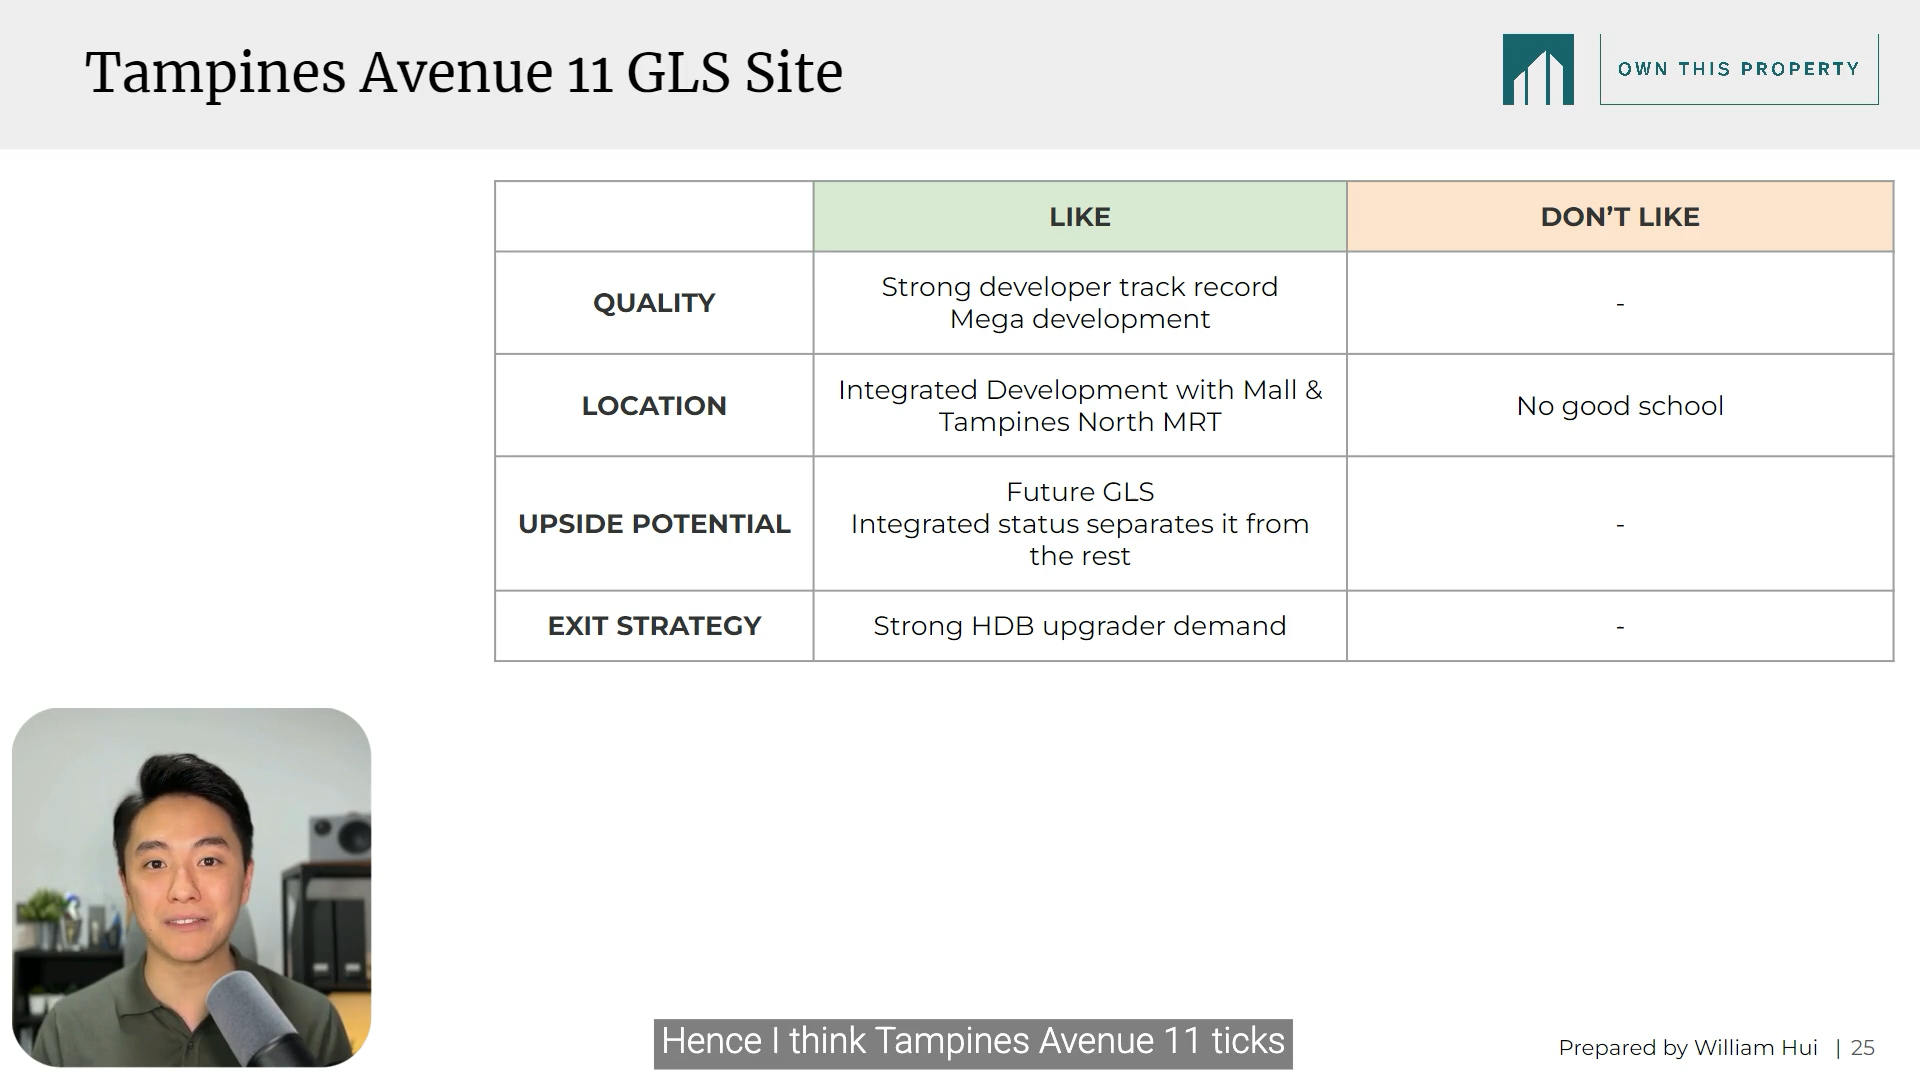 Tampines Avenue 11 GLS Site
OWN THIS PROPERTY
LIKE
DON’T LIKE
QUALITY
Strong developer track record
Mega development
-
LOCATION
Integrated Development with Mall &
Tampines North MRT
No good school
UPSIDE POTENTIAL
Future GLS
Integrated status separates it from
the rest
-
EXIT STRATEGY
Strong HDB upgrader demand
-
Hence I think Tampines Avenue 11 ticks
Prepared by William Hui | 25